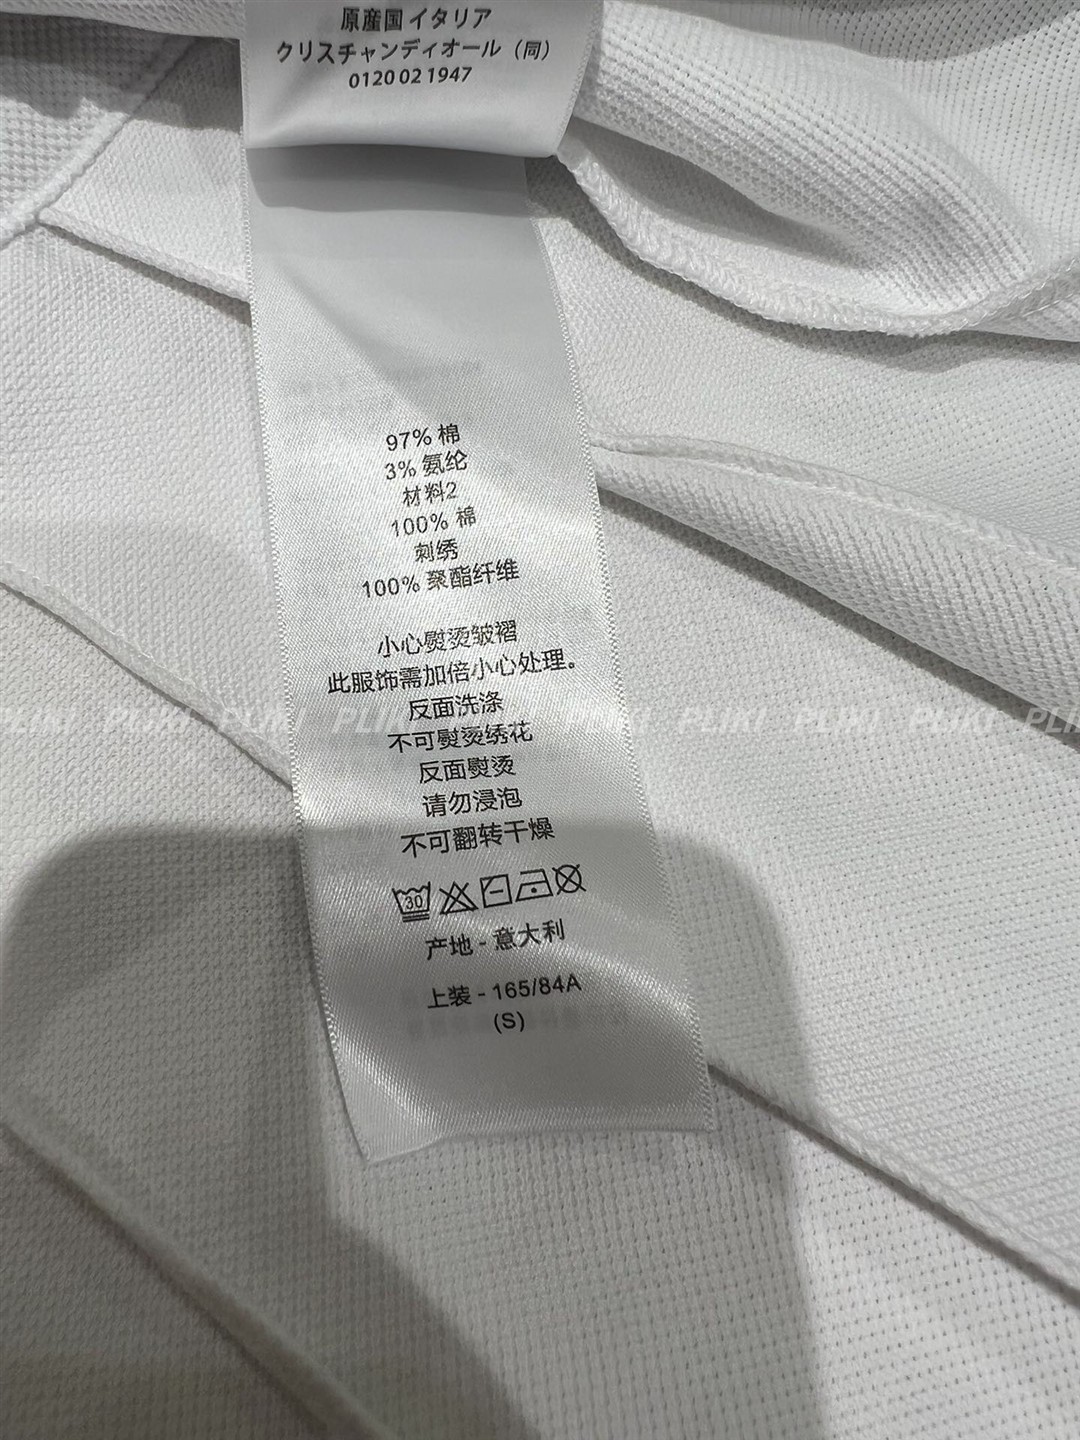 原産国 イタリア
クリスチャンディオール（同）
0120 02 1947
97% 棉
3% 氨纶
材料2
100% 棉
刺绣
100% 聚酯纤维
小心熨烫皱褶
此服饰需加倍小心处理。
反面洗涤
不可熨烫绣花
反面熨烫
请勿浸泡
不可翻转干燥
30
产地 - 意大利
上装 - 165/84A
(S)